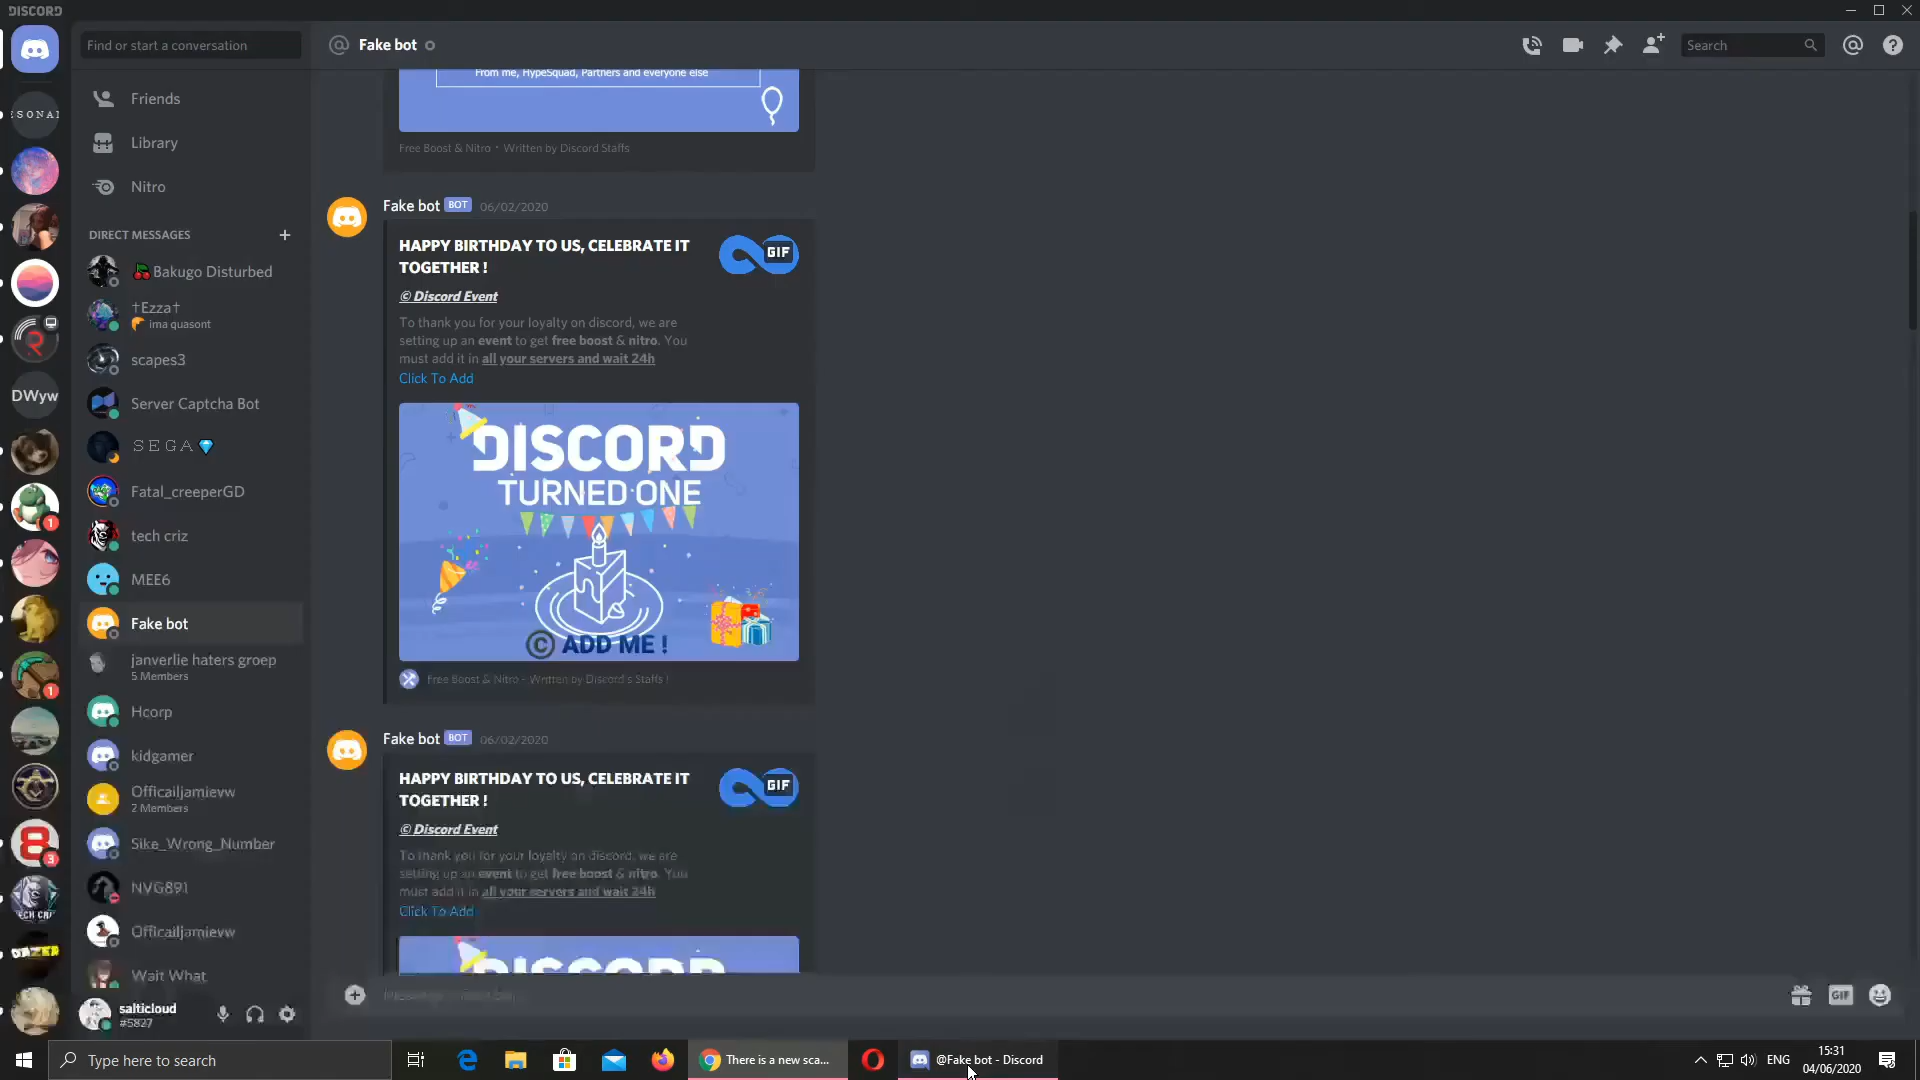 DISCORD
Find or start a conversation
Fake bot
Search
Friends
Library
Nitro
DIRECT MESSAGES
Bakugo Disturbed
†Ezza†
ima quasont
scapes3
Server Captcha Bot
S E G A
Fatal_creeperGD
tech criz
MEE6
Fake bot
janverlie haters groep
5 Members
Hcorp
kidgamer
Officailjamievw
2 Members
Sike_Wrong_Number
NVG891
Officailjamievw
Wait What
salticloud
#5827
DWyw
1
1
3
From me, HypeSquad, Partners and everyone else
Free Boost & Nitro • Written by Discord Staffs
Fake bot BOT 06/02/2020
HAPPY BIRTHDAY TO US, CELEBRATE IT
TOGETHER !
GIF
© Discord Event
To thank you for your loyalty on discord, we are
setting up an event to get free boost & nitro. You
must add it in all your servers and wait 24h
Click To Add
DISCORD
TURNED ONE
© ADD ME !
Free Boost & Nitro - Written by Discord's Staffs !
Fake bot BOT 06/02/2020
HAPPY BIRTHDAY TO US, CELEBRATE IT
TOGETHER !
GIF
© Discord Event
To thank you for your loyalty on discord, we are
setting up an event to get free boost & nitro. You
must add it in all your servers and wait 24h
Click To Add
DISCORD
GIF
Type here to search
There is a new sca...
@Fake bot - Discord
ENG
15:31
04/06/2020